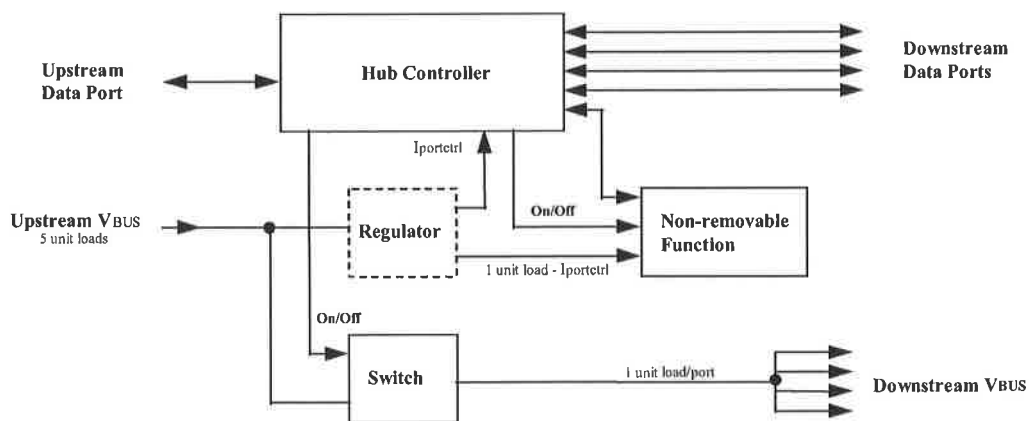 Hub Controller
Upstream
Data Port
Downstream
Data Ports
Iportctrl
Upstream VBUS
5 unit loads
Regulator
On/Off
Non-removable
Function
1 unit load - Iportctrl
On/Off
Switch
1 unit load/port
Downstream VBUS